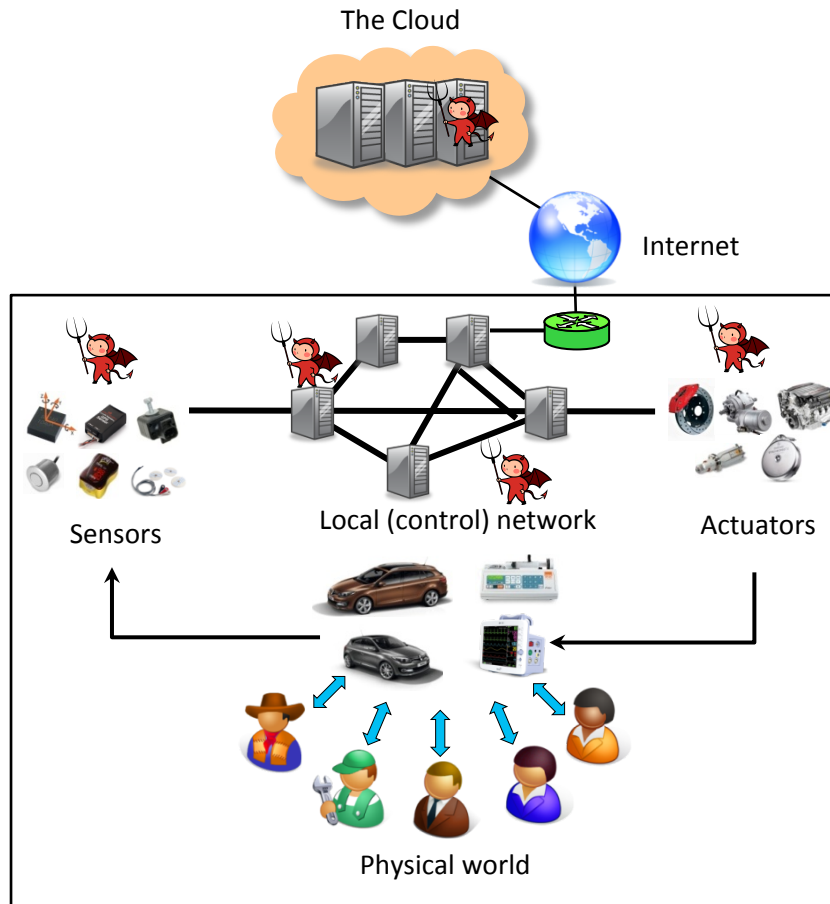 The Cloud
Internet
Local (control) network
Sensors
Actuators
Physical world